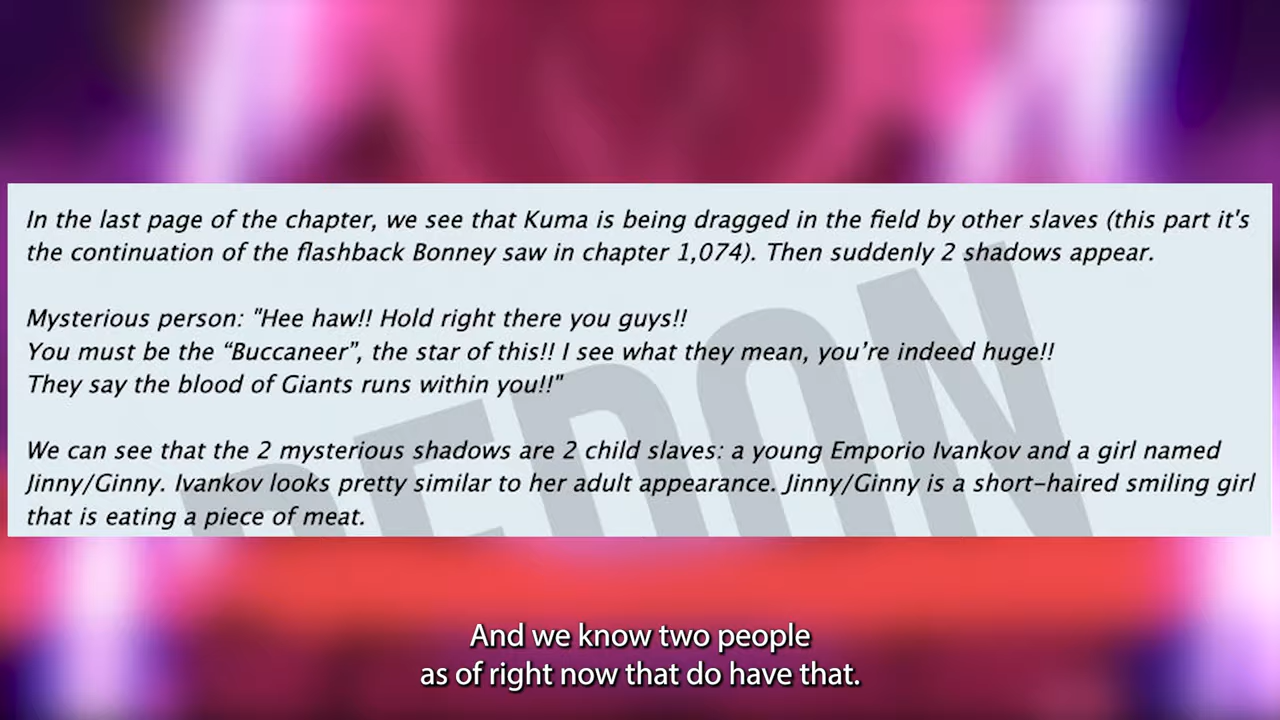 In the last page of the chapter, we see that Kuma is being dragged in the field by other slaves (this part it's
the continuation of the flashback Bonney saw in chapter 1,074). Then suddenly 2 shadows appear.
Mysterious person: "Hee haw!! Hold right there you guys!!
You must be the “Buccaneer”, the star of this!! I see what they mean, you’re indeed huge!!
They say the blood of Giants runs within you!!"
We can see that the 2 mysterious shadows are 2 child slaves: a young Emporio Ivankov and a girl named
Jinny/Ginny. Ivankov looks pretty similar to her adult appearance. Jinny/Ginny is a short-haired smiling girl
that is eating a piece of meat.
REDON
And we know two people
as of right now that do have that.